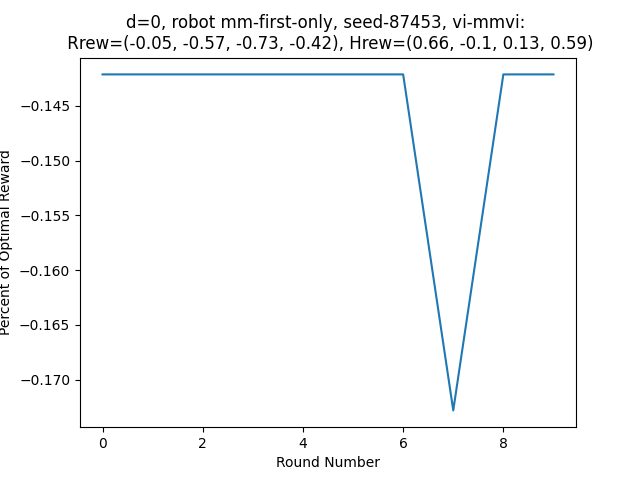 d=0, robot mm-first-only, seed-87453, vi-mmvi:
Rrew=(-0.05, -0.57, -0.73, -0.42), Hrew=(0.66, -0.1, 0.13, 0.59)
−0.145
−0.150
−0.155
−0.160
−0.165
−0.170
Percent of Optimal Reward
0
2
4
6
8
Round Number